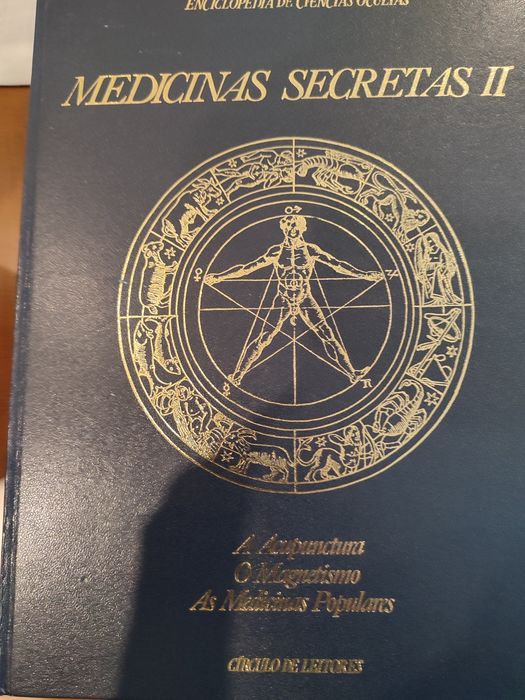 ENCICLOPÉDIA DE CIÊNCIAS OCULTAS
MEDICINAS SECRETAS II
A Acupunctura
O Magnetismo
As Medicinas Populares
CÍRCULO DE LEITORES